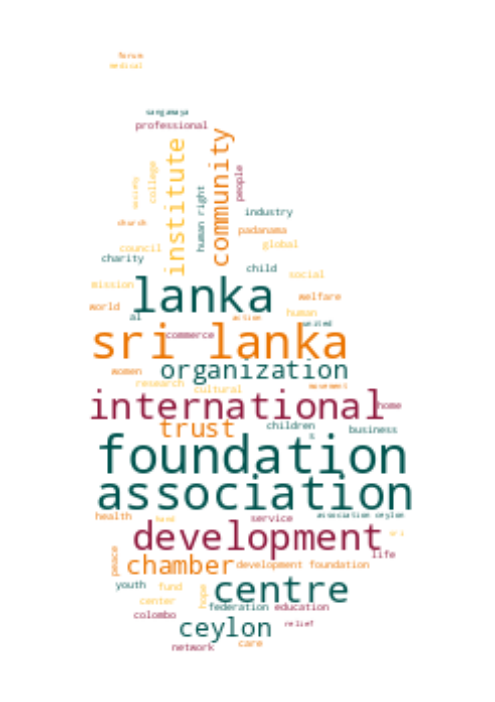 forum
medical
sangamaya
professional
institute
community
society
college
human right
people
industry
church
padanama
council
global
charity
child
social
mission
lanka
welfare
world
al
human
action
united
sri lanka
commerce
organization
women
research
cultural
movement
international
home
trust
children
business
s
foundation
association
health
hand
service
association ceylon
development
sri
life
peace
chamber
development foundation
youth
fund
hope
centre
center
federation
education
colombo
ceylon
relief
network
care